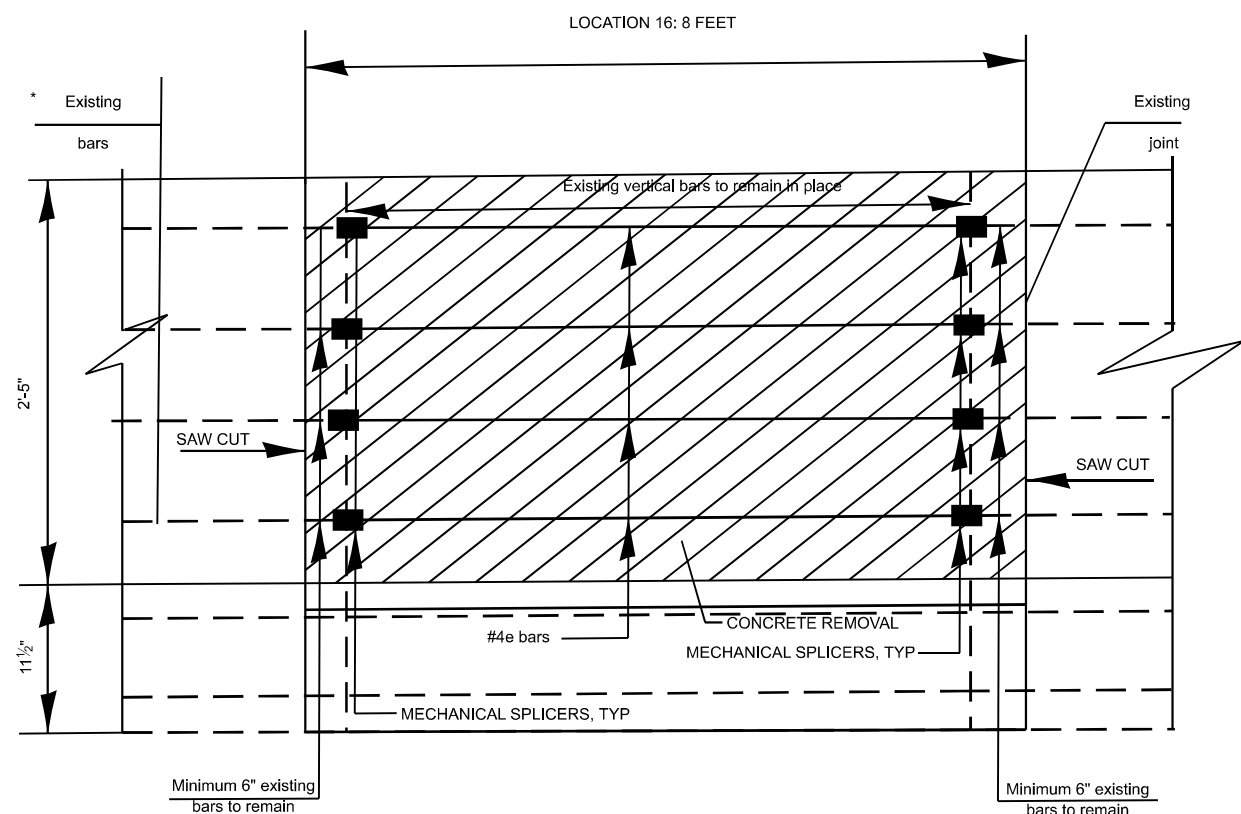 LOCATION 16: 8 FEET
*
Existing
bars
Existing
joint
Existing vertical bars to remain in place
2'-5"
SAW CUT
SAW CUT
11½"
CONCRETE REMOVAL
#4e bars
MECHANICAL SPLICERS, TYP
MECHANICAL SPLICERS, TYP
Minimum 6" existing
bars to remain
Minimum 6" existing
bars to remain